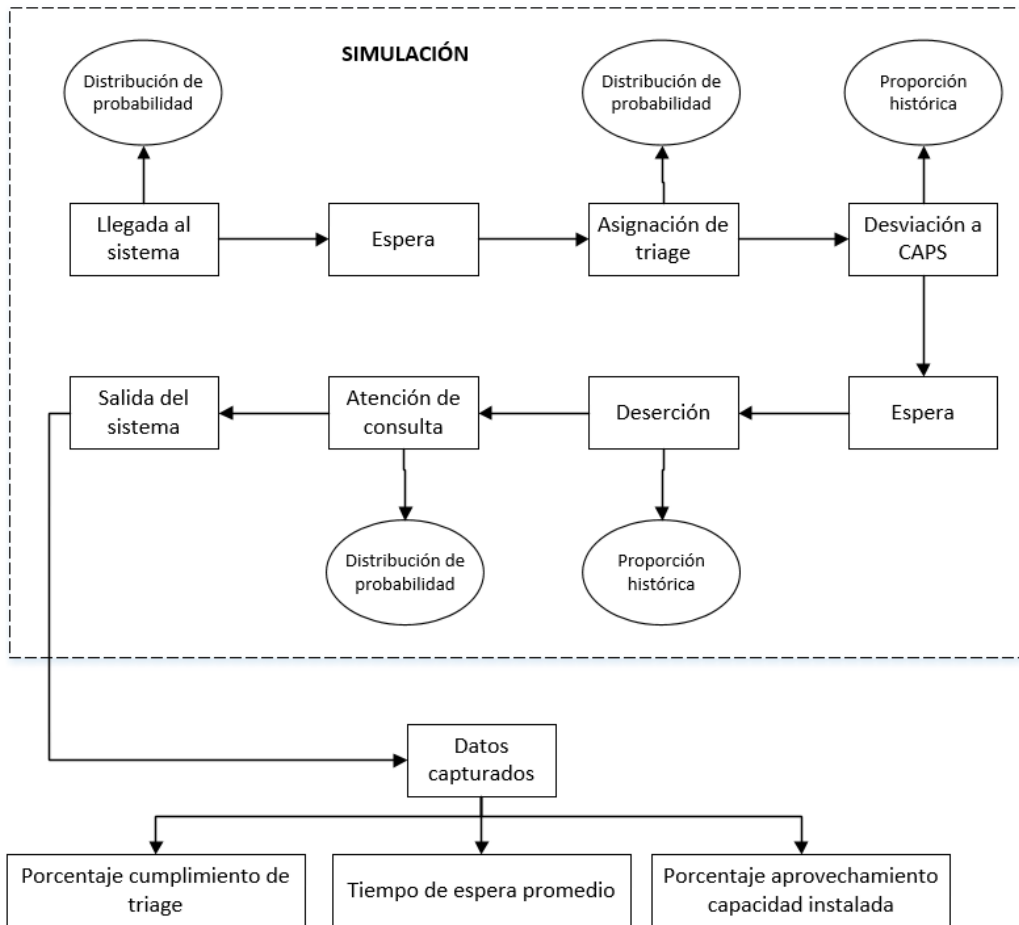 SIMULACIÓN
Distribución de
probabilidad
Distribución de
probabilidad
Proporción
histórica
Llegada al
sistema
Espera
Asignación de
triage
Desviación a
CAPS
Salida del
sistema
Atención de
consulta
Deserción
Espera
Distribución de
probabilidad
Proporción
histórica
Datos
capturados
Porcentaje cumplimiento de
triage
Tiempo de espera promedio
Porcentaje aprovechamiento
capacidad instalada